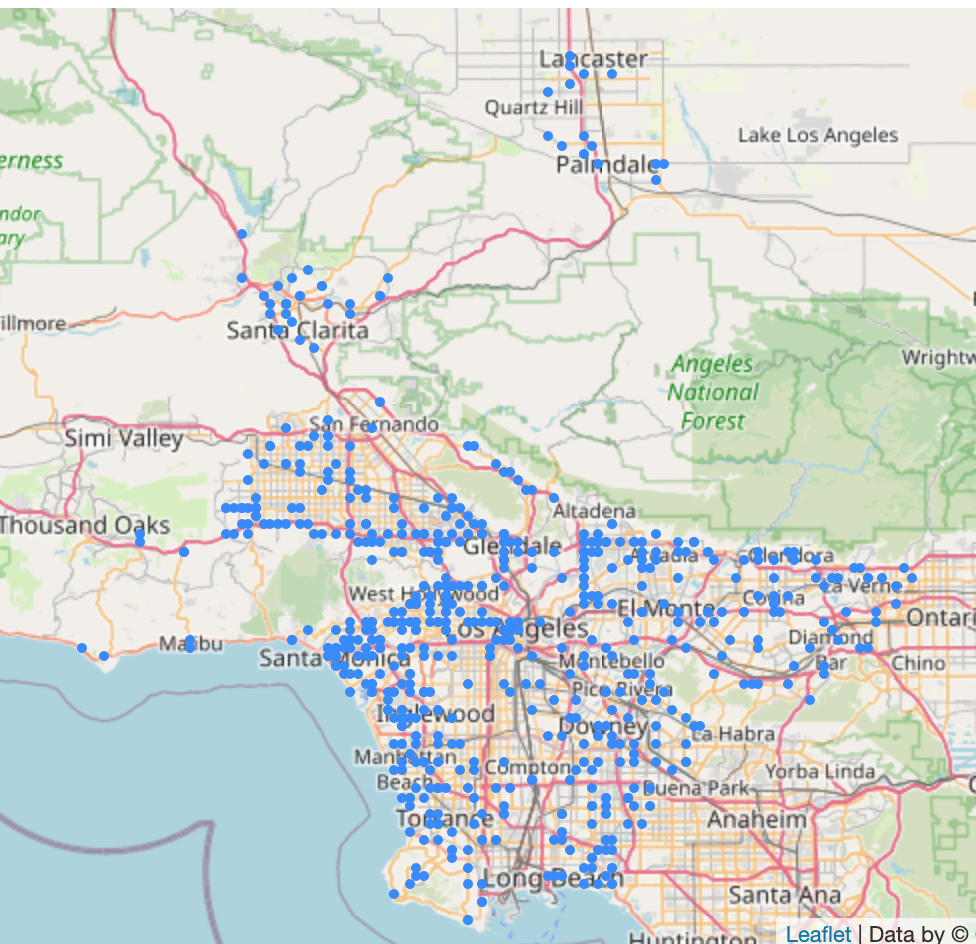 Lancaster
Quartz Hill
Lake Los Angeles
erness
Palmdale
ndor
ary
illmore
Santa Clarita
Wrightw
Angeles
National
Forest
San Fernando
Simi Valley
Altadena
Thousand Oaks
Glendale
Arcadia
Glendora
La Verne
West Hollywood
Covina
El Monte
Ontari
Los Angeles
Diamond
Bar
Malibu
Santa Monica
Montebello
Chino
Pico Rivera
Inglewood
Downey
La Habra
Manhattan
Beach
Compton
Yorba Linda
Buena Park
Torrance
Anaheim
Long Beach
Santa Ana
Huntington
Leaflet | Data by ©